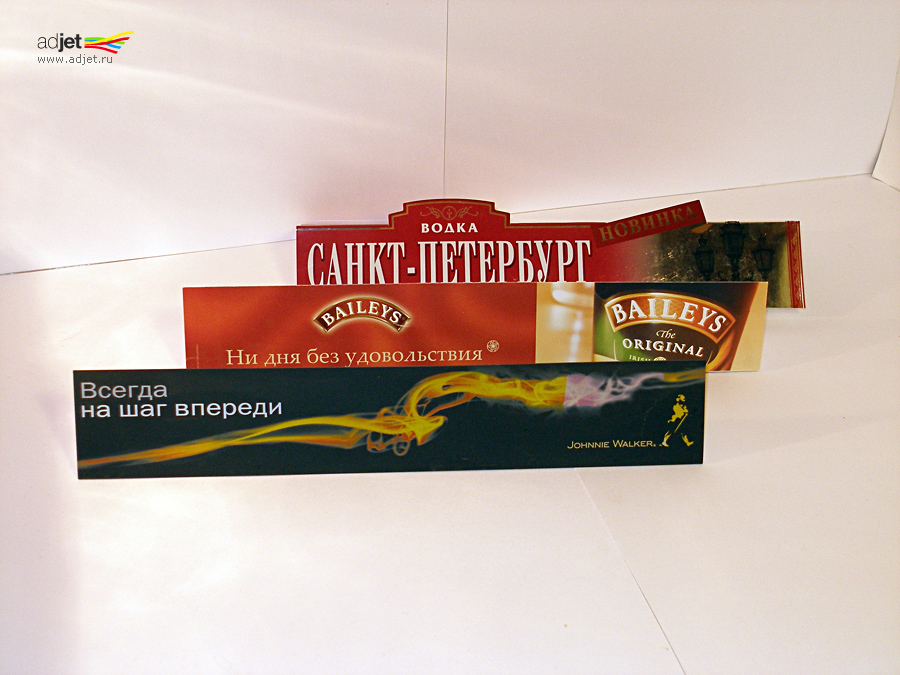 adjet
www.adjet.ru
ВОДКА
САНКТ-ПЕТЕРБУРГ
НОВИНКА
BAILEYS
Ни дня без удовольствия
BAILEYS
The
ORIGINAL
IRISH
Всегда
на шаг впереди
JOHNNIE WALKER.